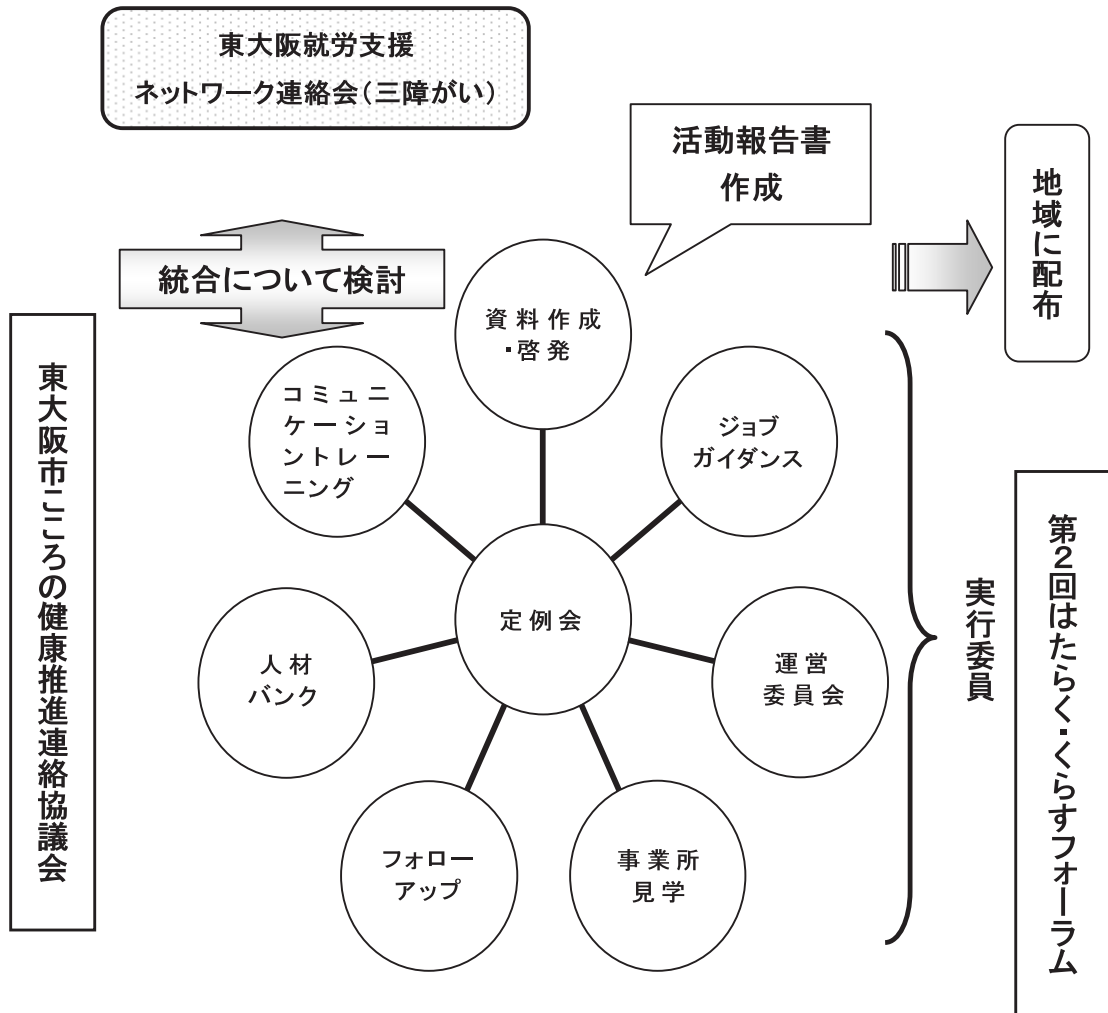 東大阪就労支援
ネットワーク連絡会(三障がい)
活動報告書
作成
地域に配布
統合について検討
東大阪市こころの健康推進連絡協議会
資料作成
・啓発
コミュニ
ケーショ
ントレー
ニング
ジョブ
ガイダンス
定例会
人材
バンク
運営
委員会
フォロー
アップ
事業所
見学
実行委員
第2回はたらく・くらすフォーラム